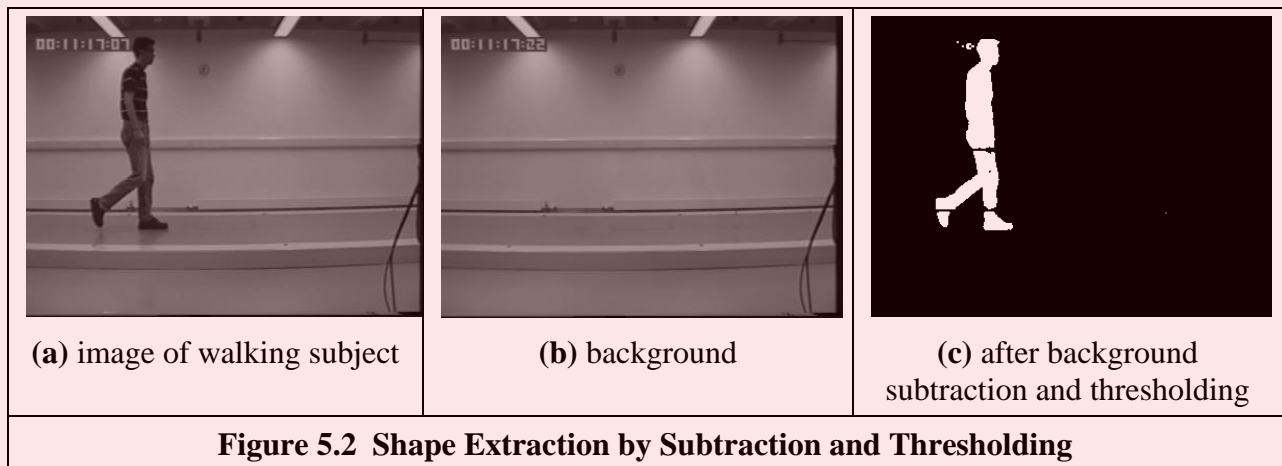 00:11:17:07
00:11:17:22
(a) image of walking subject
(b) background
(c) after background
subtraction and thresholding
Figure 5.2 Shape Extraction by Subtraction and Thresholding